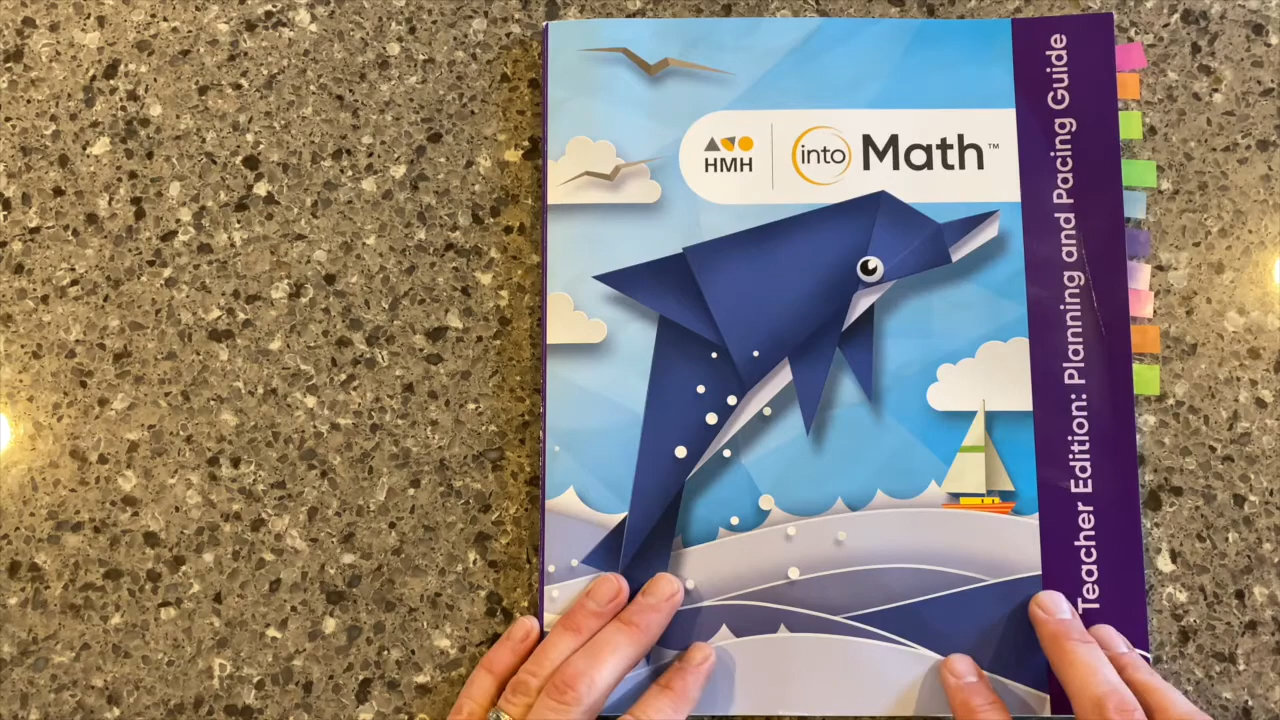 HMH
into Math™
Teacher Edition: Planning and Pacing Guide